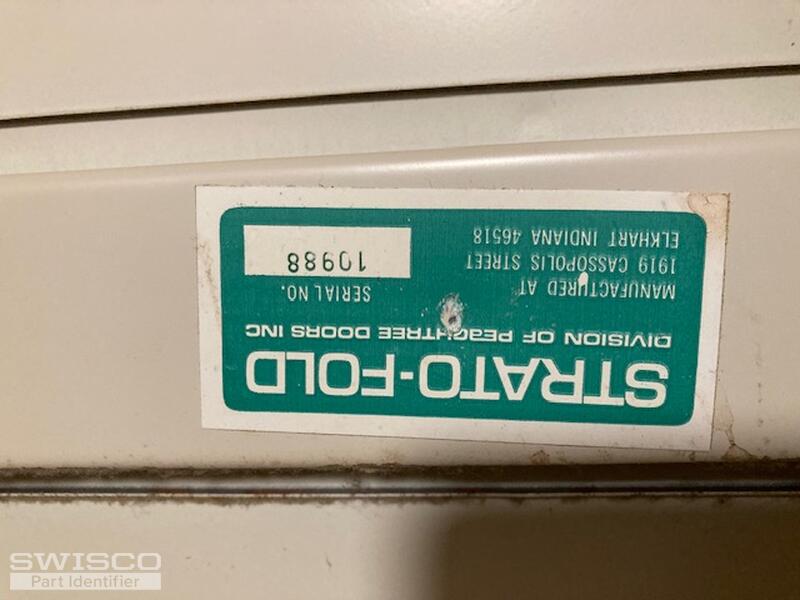 STRATO-FOLD
DIVISION OF PEACHTREE DOORS INC
MANUFACTURED AT
1919 CASSOPOLIS STREET
ELKHART INDIANA 46518
SERIAL NO.
10988
SWISCO
Part Identifier